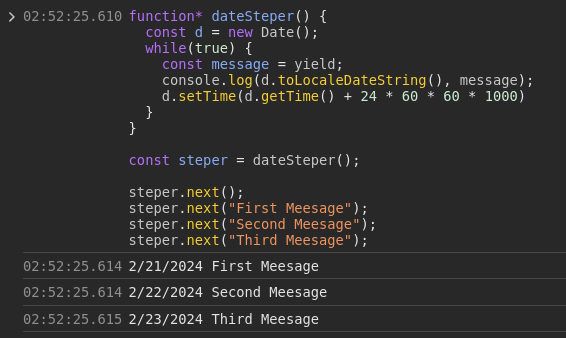 02:52:25.610 function* dateSteper() {
const d = new Date();
while(true) {
const message = yield;
console.log(d.toLocaleDateString(), message);
d.setTime(d.getTime() + 24 * 60 * 60 * 1000)
}
}
const steper = dateSteper();
steper.next();
steper.next("First Meesage");
steper.next("Second Meesage");
steper.next("Third Meesage");
02:52:25.614 2/21/2024 First Meesage
02:52:25.614 2/22/2024 Second Meesage
02:52:25.615 2/23/2024 Third Meesage